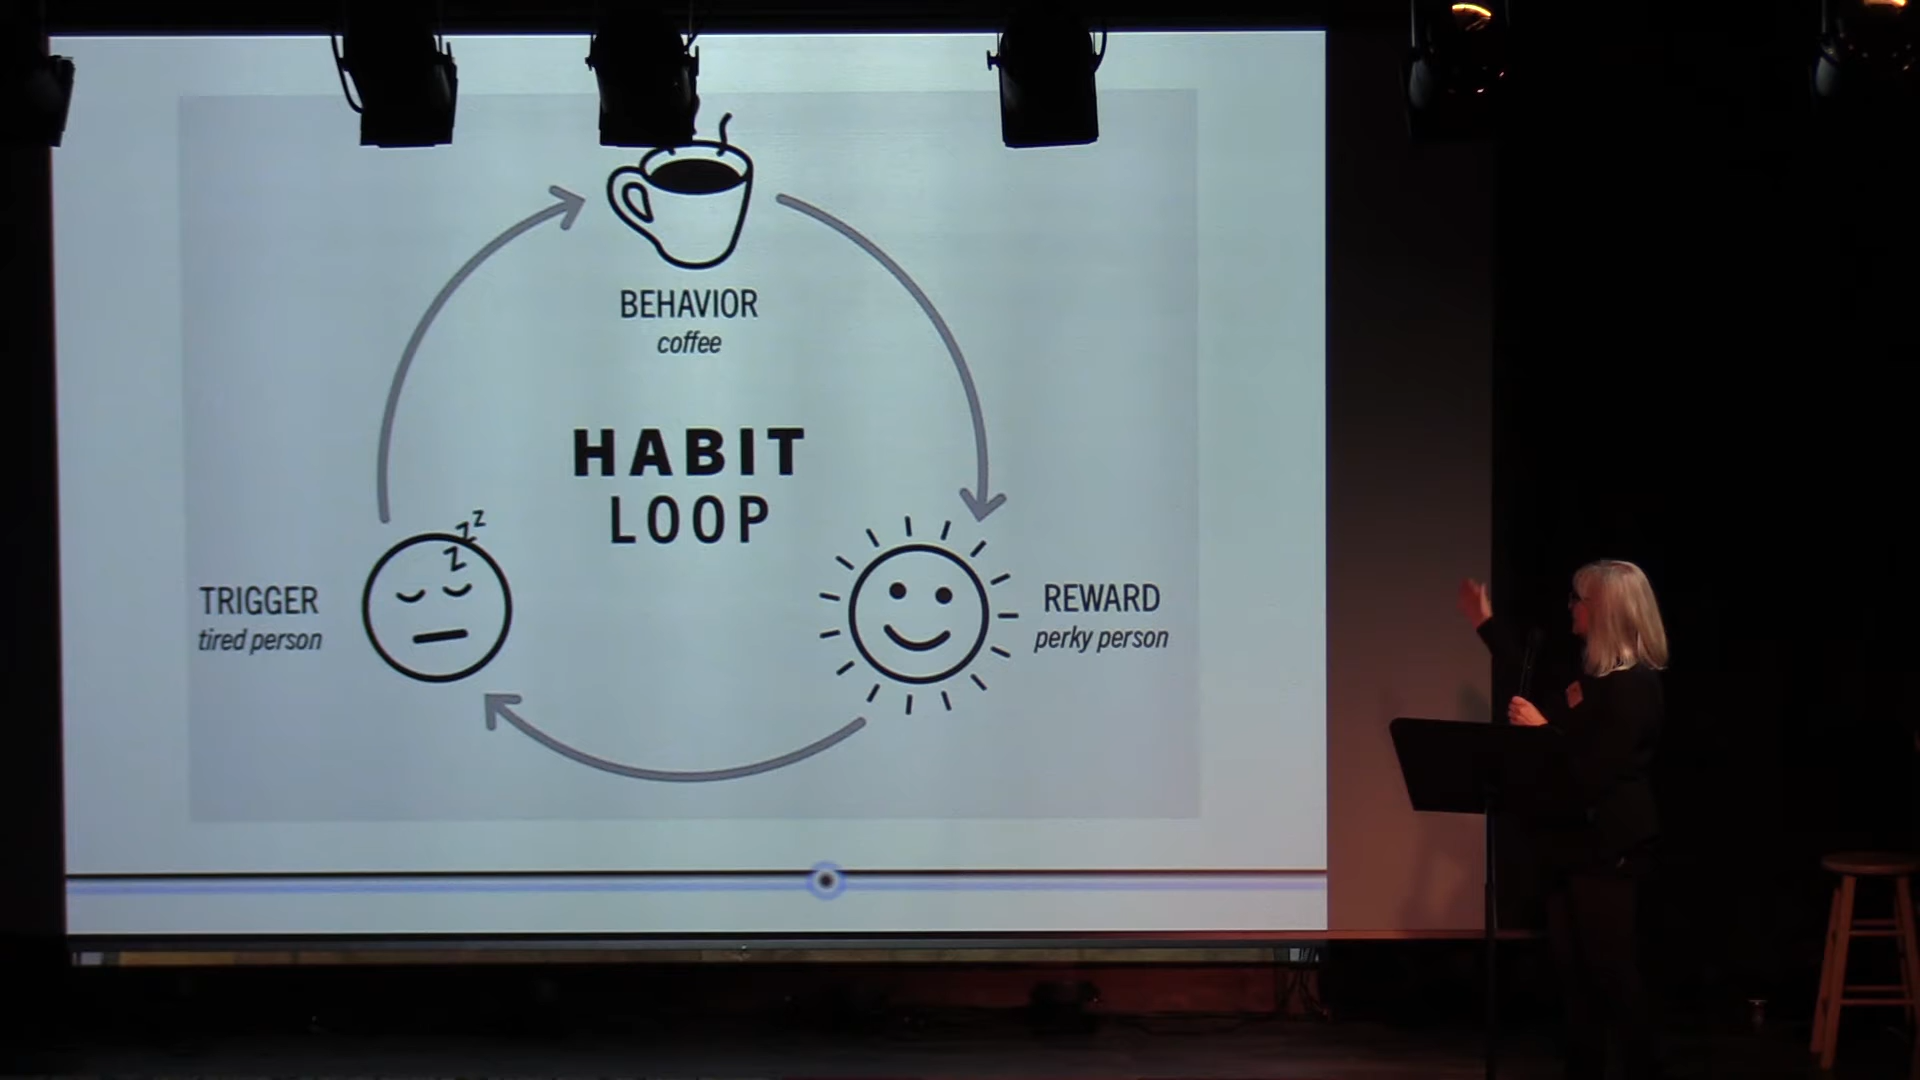 BEHAVIOR
coffee
HABIT
LOOP
z
z
z
TRIGGER
tired person
REWARD
perky person